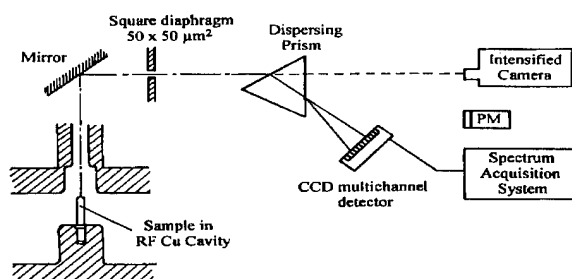 Square diaphragm
50 x 50 µm²
Mirror
Dispersing
Prism
Intensified
Camera
PM
CCD multichannel
detector
Spectrum
Acquisition
System
Sample in
RF Cu Cavity